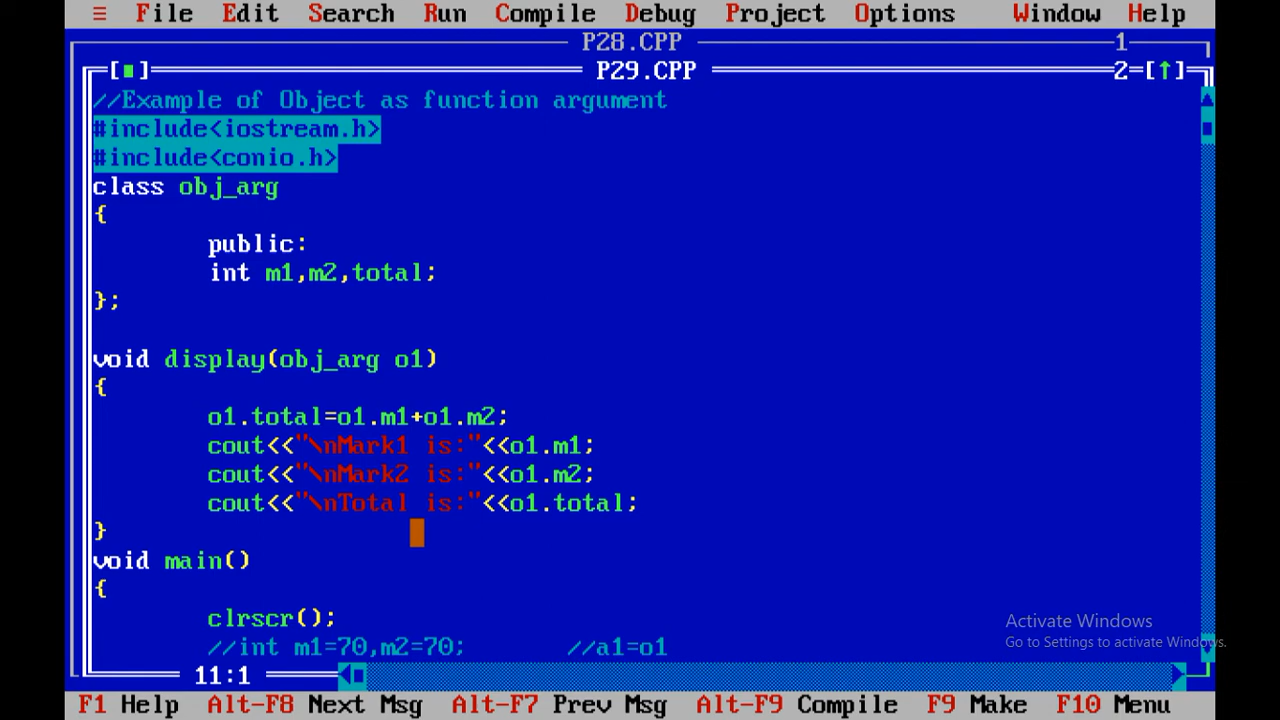 ≡ File Edit Search Run Compile Debug Project Options Window Help
P28.CPP 1
[■] P29.CPP 2=[↑]
//Example of Object as function argument
#include<iostream.h>
#include<conio.h>
class obj_arg
{
public:
int m1,m2,total;
};
void display(obj_arg o1)
{
o1.total=o1.m1+o1.m2;
cout<<"\nMark1 is:"<<o1.m1;
cout<<"\nMark2 is:"<<o1.m2;
cout<<"\nTotal is:"<<o1.total;
}
void main()
{
clrscr();
//int m1=70,m2=70; //a1=o1
Activate Windows
Go to Settings to activate Windows.
11:1
F1 Help Alt-F8 Next Msg Alt-F7 Prev Msg Alt-F9 Compile F9 Make F10 Menu